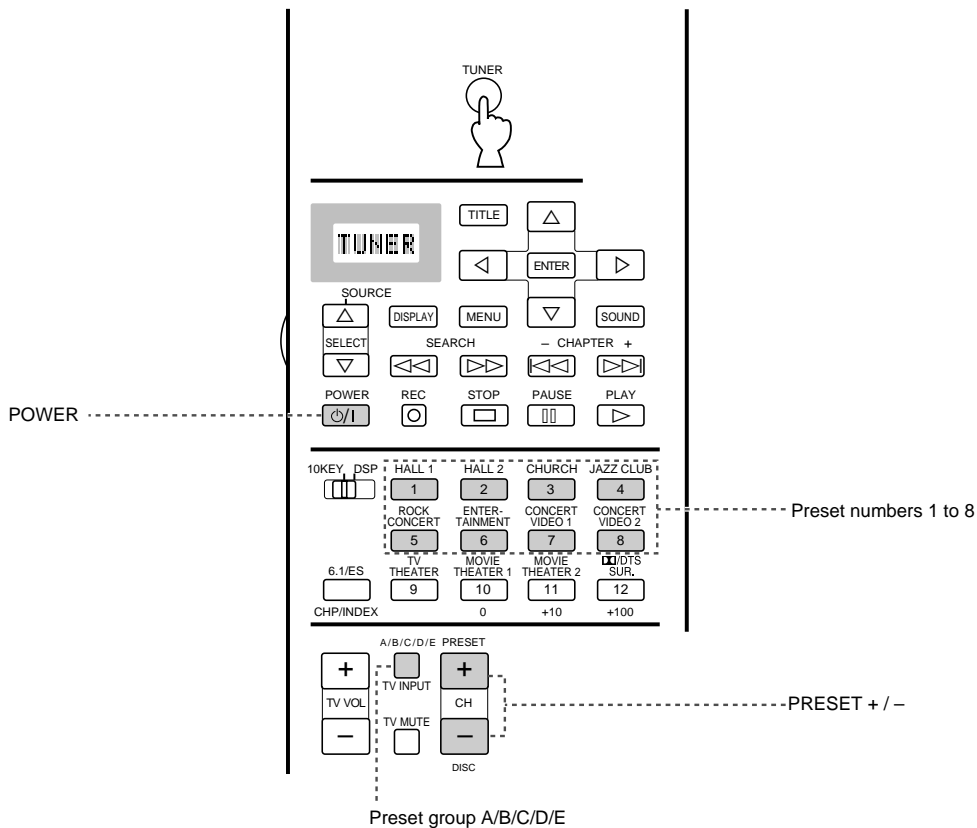 TUNER
TUNER
TITLE
ENTER
SOURCE
DISPLAY MENU SOUND
SELECT SEARCH – CHAPTER +
POWER REC STOP PAUSE PLAY
POWER
⏻/I
10KEY DSP HALL 1 HALL 2 CHURCH JAZZ CLUB
1 2 3 4
Preset numbers 1 to 8
ROCK CONCERT ENTER-TAINMENT CONCERT VIDEO 1 CONCERT VIDEO 2
5 6 7 8
6.1/ES TV THEATER MOVIE THEATER 1 MOVIE THEATER 2 DD/DTS SUR.
9 10 11 12
CHP/INDEX 0 +10 +100
A/B/C/D/E PRESET
+ +
TV INPUT
TV VOL CH
PRESET + / –
TV MUTE
– –
DISC
Preset group A/B/C/D/E